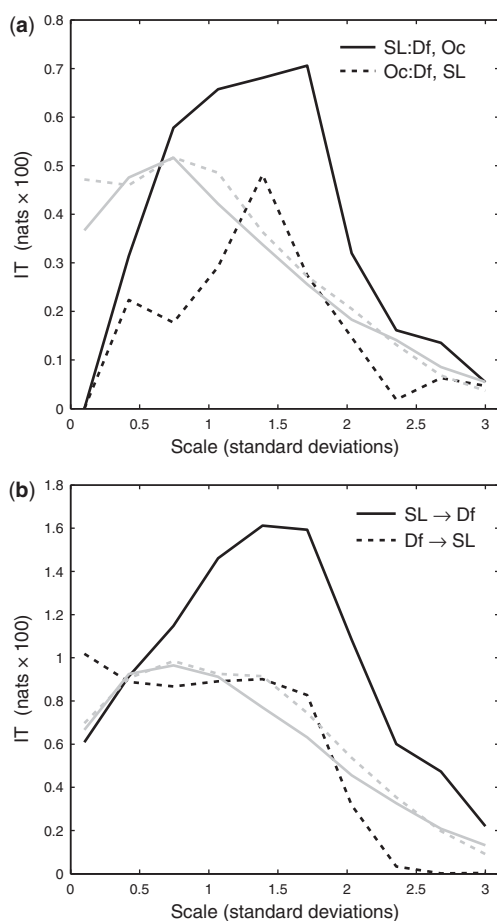 (a)
0.8
SL:Df, Oc
0.7
Oc:Df, SL
0.6
0.5
0.4
IT (nats × 100)
0.3
0.2
0.1
0
0 0.5 1 1.5 2 2.5 3
Scale (standard deviations)
(b)
1.8
SL → Df
1.6
Df → SL
1.4
1.2
1
IT (nats × 100)
0.8
0.6
0.4
0.2
0
0 0.5 1 1.5 2 2.5 3
Scale (standard deviations)